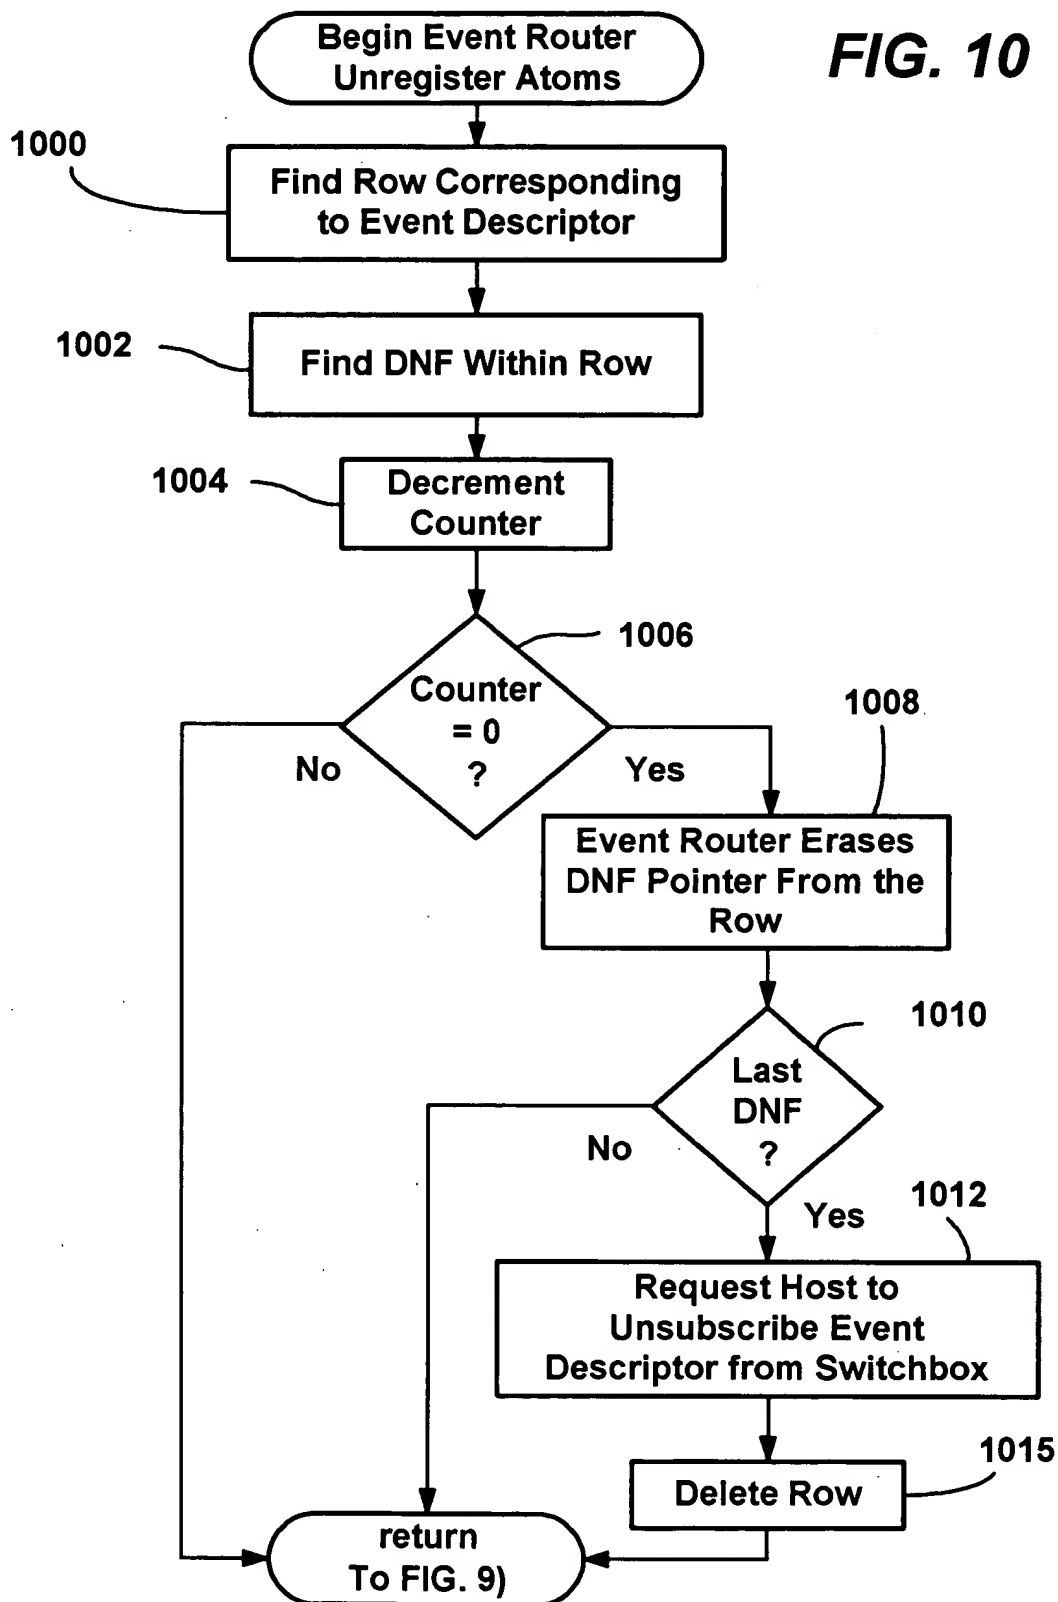 Begin Event Router
Unregister Atoms
FIG. 10
1000
Find Row Corresponding
to Event Descriptor
1002
Find DNF Within Row
1004
Decrement
Counter
1006
Counter
= 0
?
No
Yes
1008
Event Router Erases
DNF Pointer From the
Row
1010
Last
DNF
?
No
Yes
1012
Request Host to
Unsubscribe Event
Descriptor from Switchbox
1015
Delete Row
return
To FIG. 9)